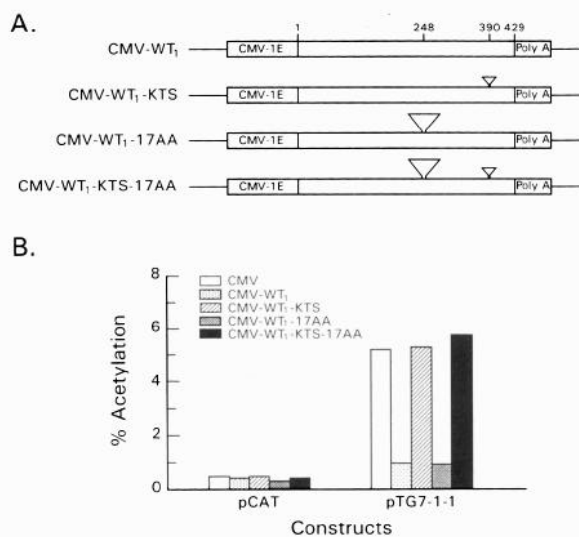 A.
1 248 390 429
CMV-WT₁ CMV-1E Poly A
CMV-WT₁-KTS CMV-1E Poly A
CMV-WT₁-17AA CMV-1E Poly A
CMV-WT₁-KTS-17AA CMV-1E Poly A
B.
8
6
4
2
0
% Acetylation
CMV
CMV-WT₁
CMV-WT₁-KTS
CMV-WT₁-17AA
CMV-WT₁-KTS-17AA
pCAT pTG7-1-1
Constructs